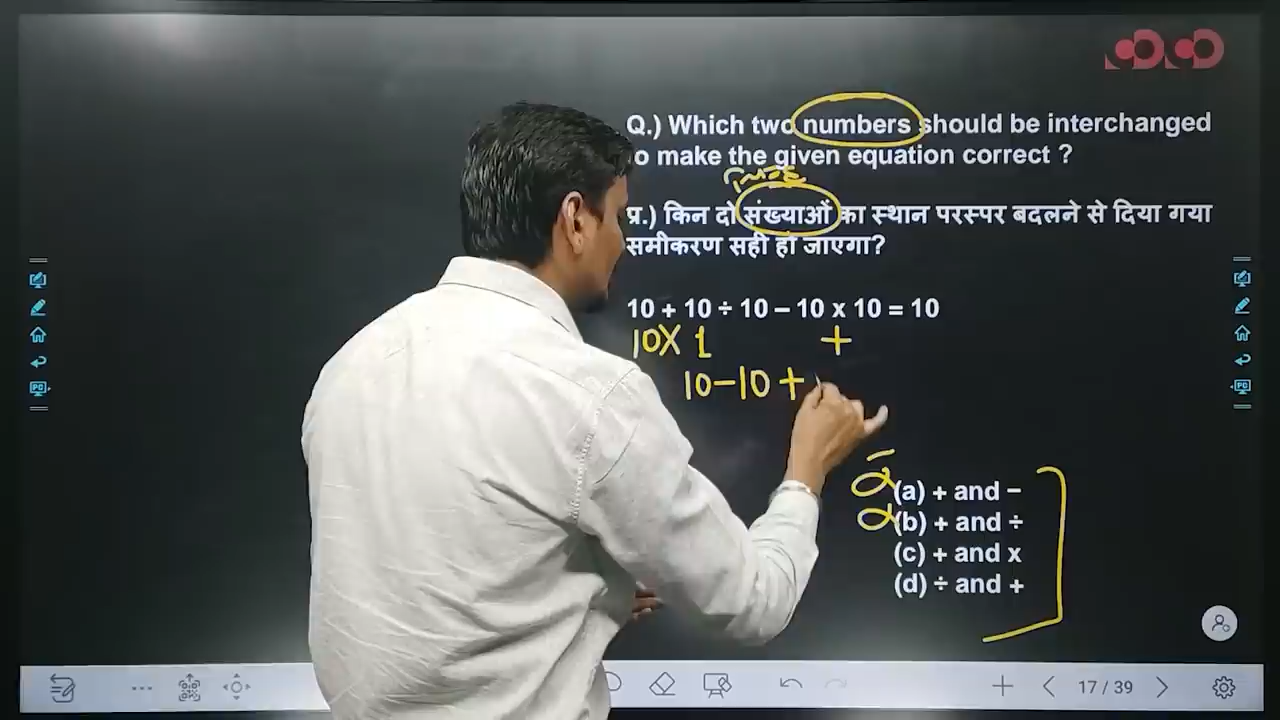 Q.) Which two numbers should be interchanged
o make the given equation correct ?
प्र.) किन दो संख्याओं का स्थान परस्पर बदलने से दिया गया
समीकरण सही हो जाएगा?
10 + 10 ÷ 10 – 10 x 10 = 10
10X 1 +
10-10+
(a) + and −
(b) + and ÷
(c) + and x
(d) ÷ and +
17 / 39